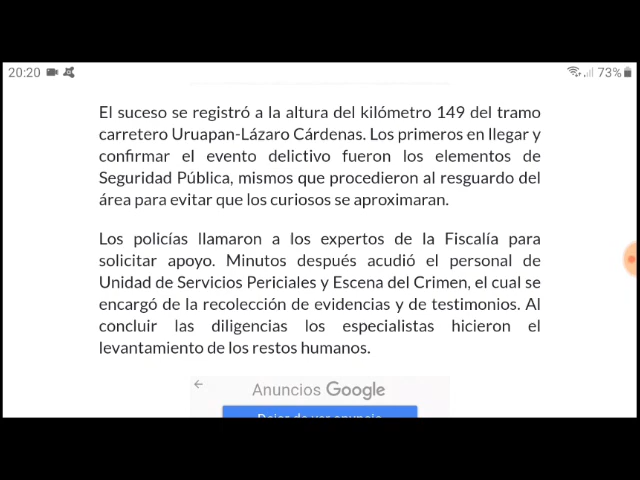 20:20
73%
El suceso se registró a la altura del kilómetro 149 del tramo
carretero Uruapan-Lázaro Cárdenas. Los primeros en llegar y
confirmar el evento delictivo fueron los elementos de
Seguridad Pública, mismos que procedieron al resguardo del
área para evitar que los curiosos se aproximaran.
Los policías llamaron a los expertos de la Fiscalía para
solicitar apoyo. Minutos después acudió el personal de
Unidad de Servicios Periciales y Escena del Crimen, el cual se
encargó de la recolección de evidencias y de testimonios. Al
concluir las diligencias los especialistas hicieron el
levantamiento de los restos humanos.
Anuncios Google
Dejar de ver anuncio